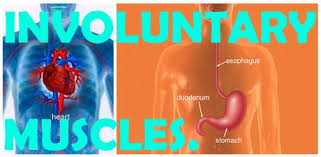 INVOLUNTARY
esophagus
duodenum
heart
stomach
MUSCLES.